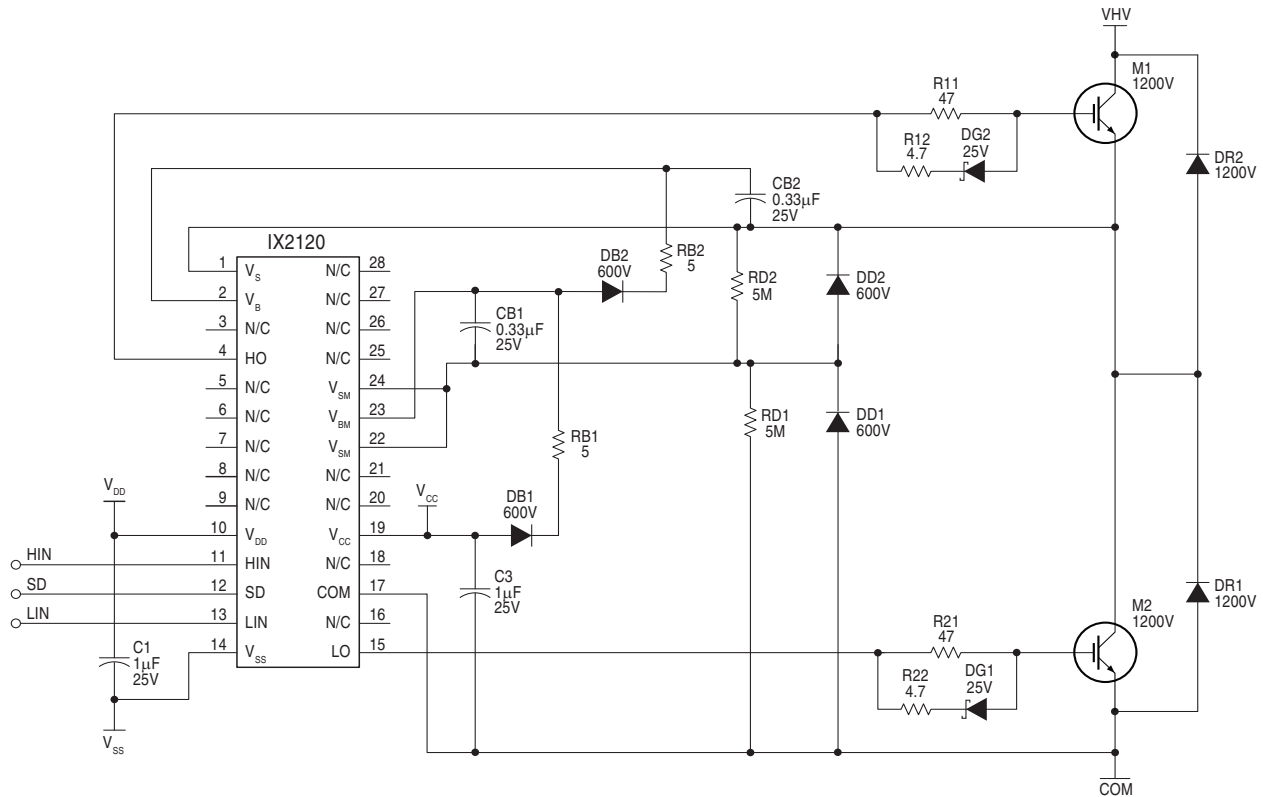 VHV
M1
1200V
R11
47
R12
4.7
DG2
25V
DR2
1200V
CB2
0.33µF
25V
IX2120
DB2
600V
RB2
5
RD2
5M
DD2
600V
CB1
0.33µF
25V
1 VS N/C 28
2 VB N/C 27
3 N/C N/C 26
4 HO N/C 25
5 N/C VSM 24
6 N/C VBM 23
7 N/C VSM 22
8 N/C N/C 21
9 N/C N/C 20
10 VDD VCC 19
11 HIN N/C 18
12 SD COM 17
13 LIN N/C 16
14 VSS LO 15
RB1
5
RD1
5M
DD1
600V
VDD
VCC
DB1
600V
HIN
SD
LIN
C3
1µF
25V
C1
1µF
25V
VSS
R21
47
R22
4.7
DG1
25V
M2
1200V
DR1
1200V
COM